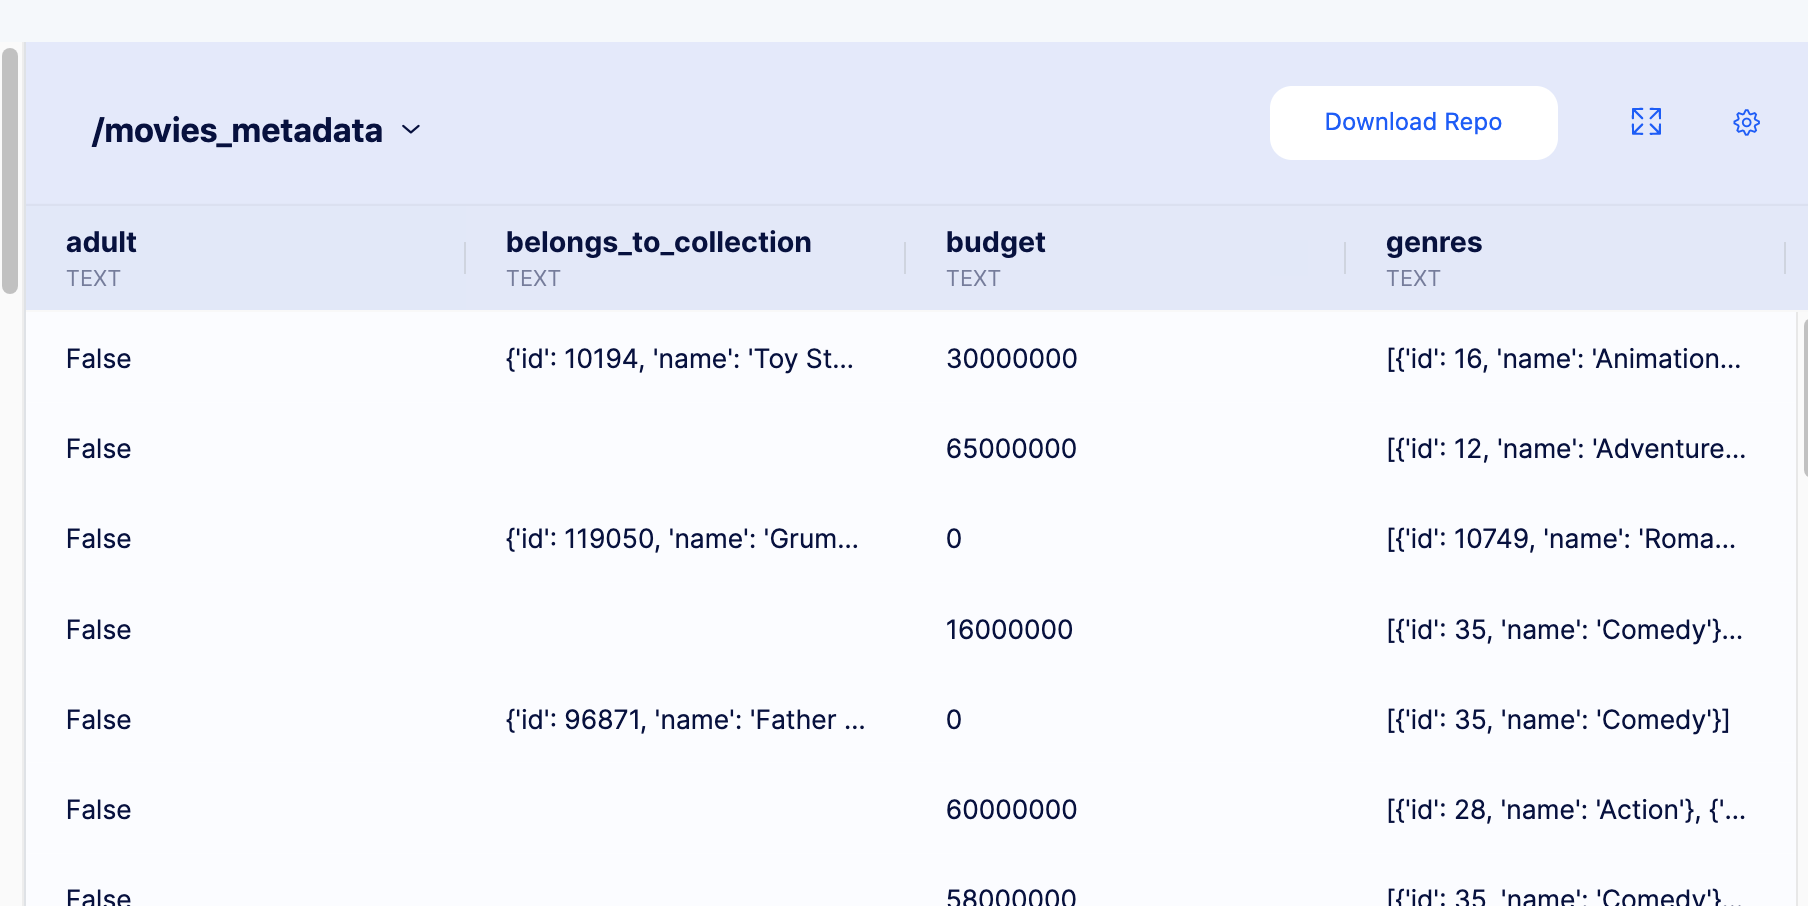 /movies_metadata
Download Repo
adult belongs_to_collection budget genres
TEXT TEXT TEXT TEXT
False {'id': 10194, 'name': 'Toy St... 30000000 [{'id': 16, 'name': 'Animation...
False 65000000 [{'id': 12, 'name': 'Adventure...
False {'id': 119050, 'name': 'Grum... 0 [{'id': 10749, 'name': 'Roma...
False 16000000 [{'id': 35, 'name': 'Comedy'}...
False {'id': 96871, 'name': 'Father ... 0 [{'id': 35, 'name': 'Comedy'}]
False 60000000 [{'id': 28, 'name': 'Action'}, {'...
False 58000000 [{'id': 35, 'name': 'Comedy'}...